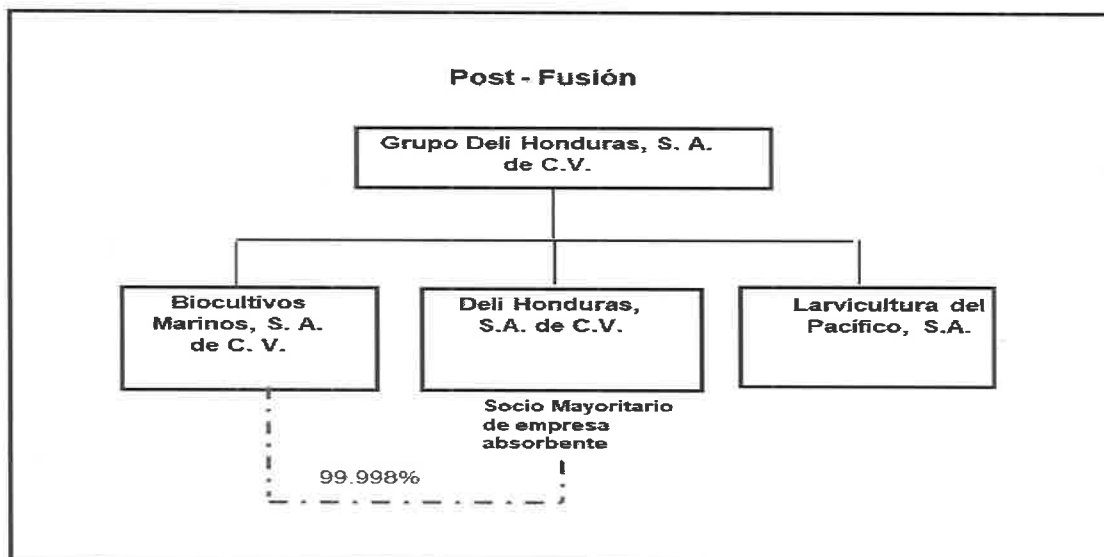 Post - Fusión
Grupo Deli Honduras, S. A.
de C.V.
Biocultivos
Marinos, S. A.
de C. V.
Deli Honduras,
S.A. de C.V.
Larvicultura del
Pacífico, S.A.
Socio Mayoritario
de empresa
absorbente
99.998%